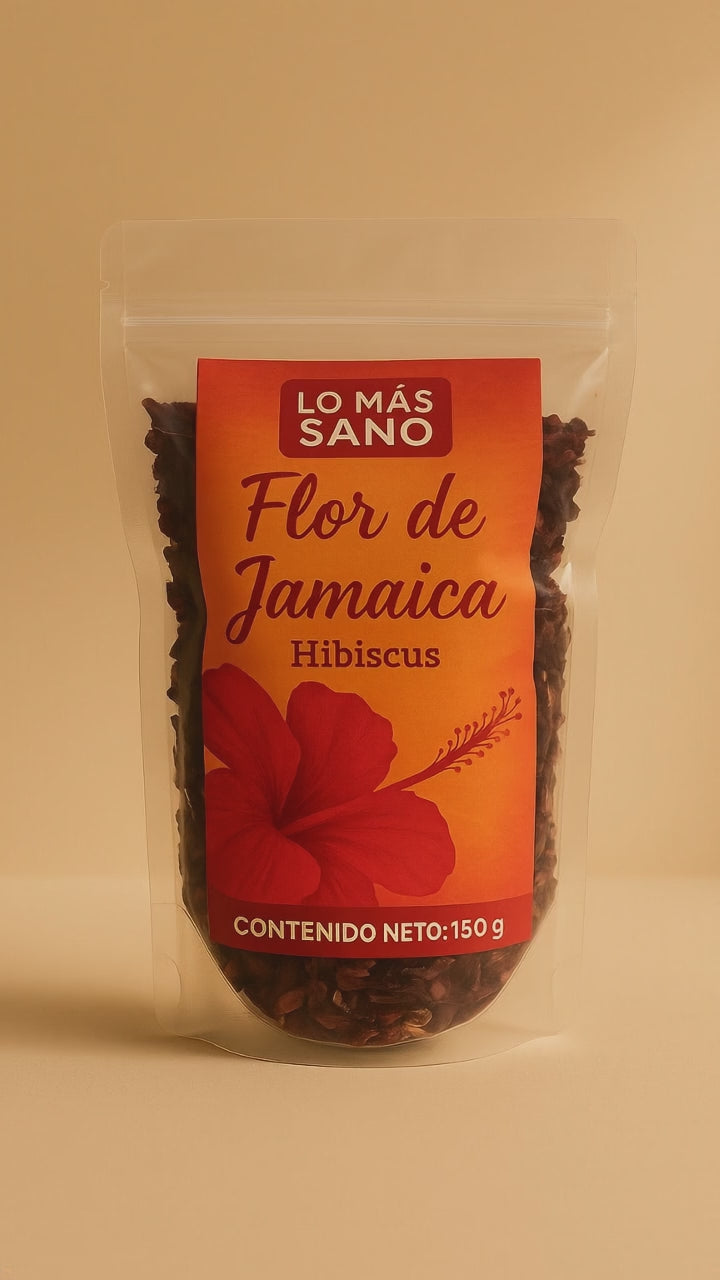 LO MÁS
SANO
Flor de
Jamaica
Hibiscus
CONTENIDO NETO:150 g